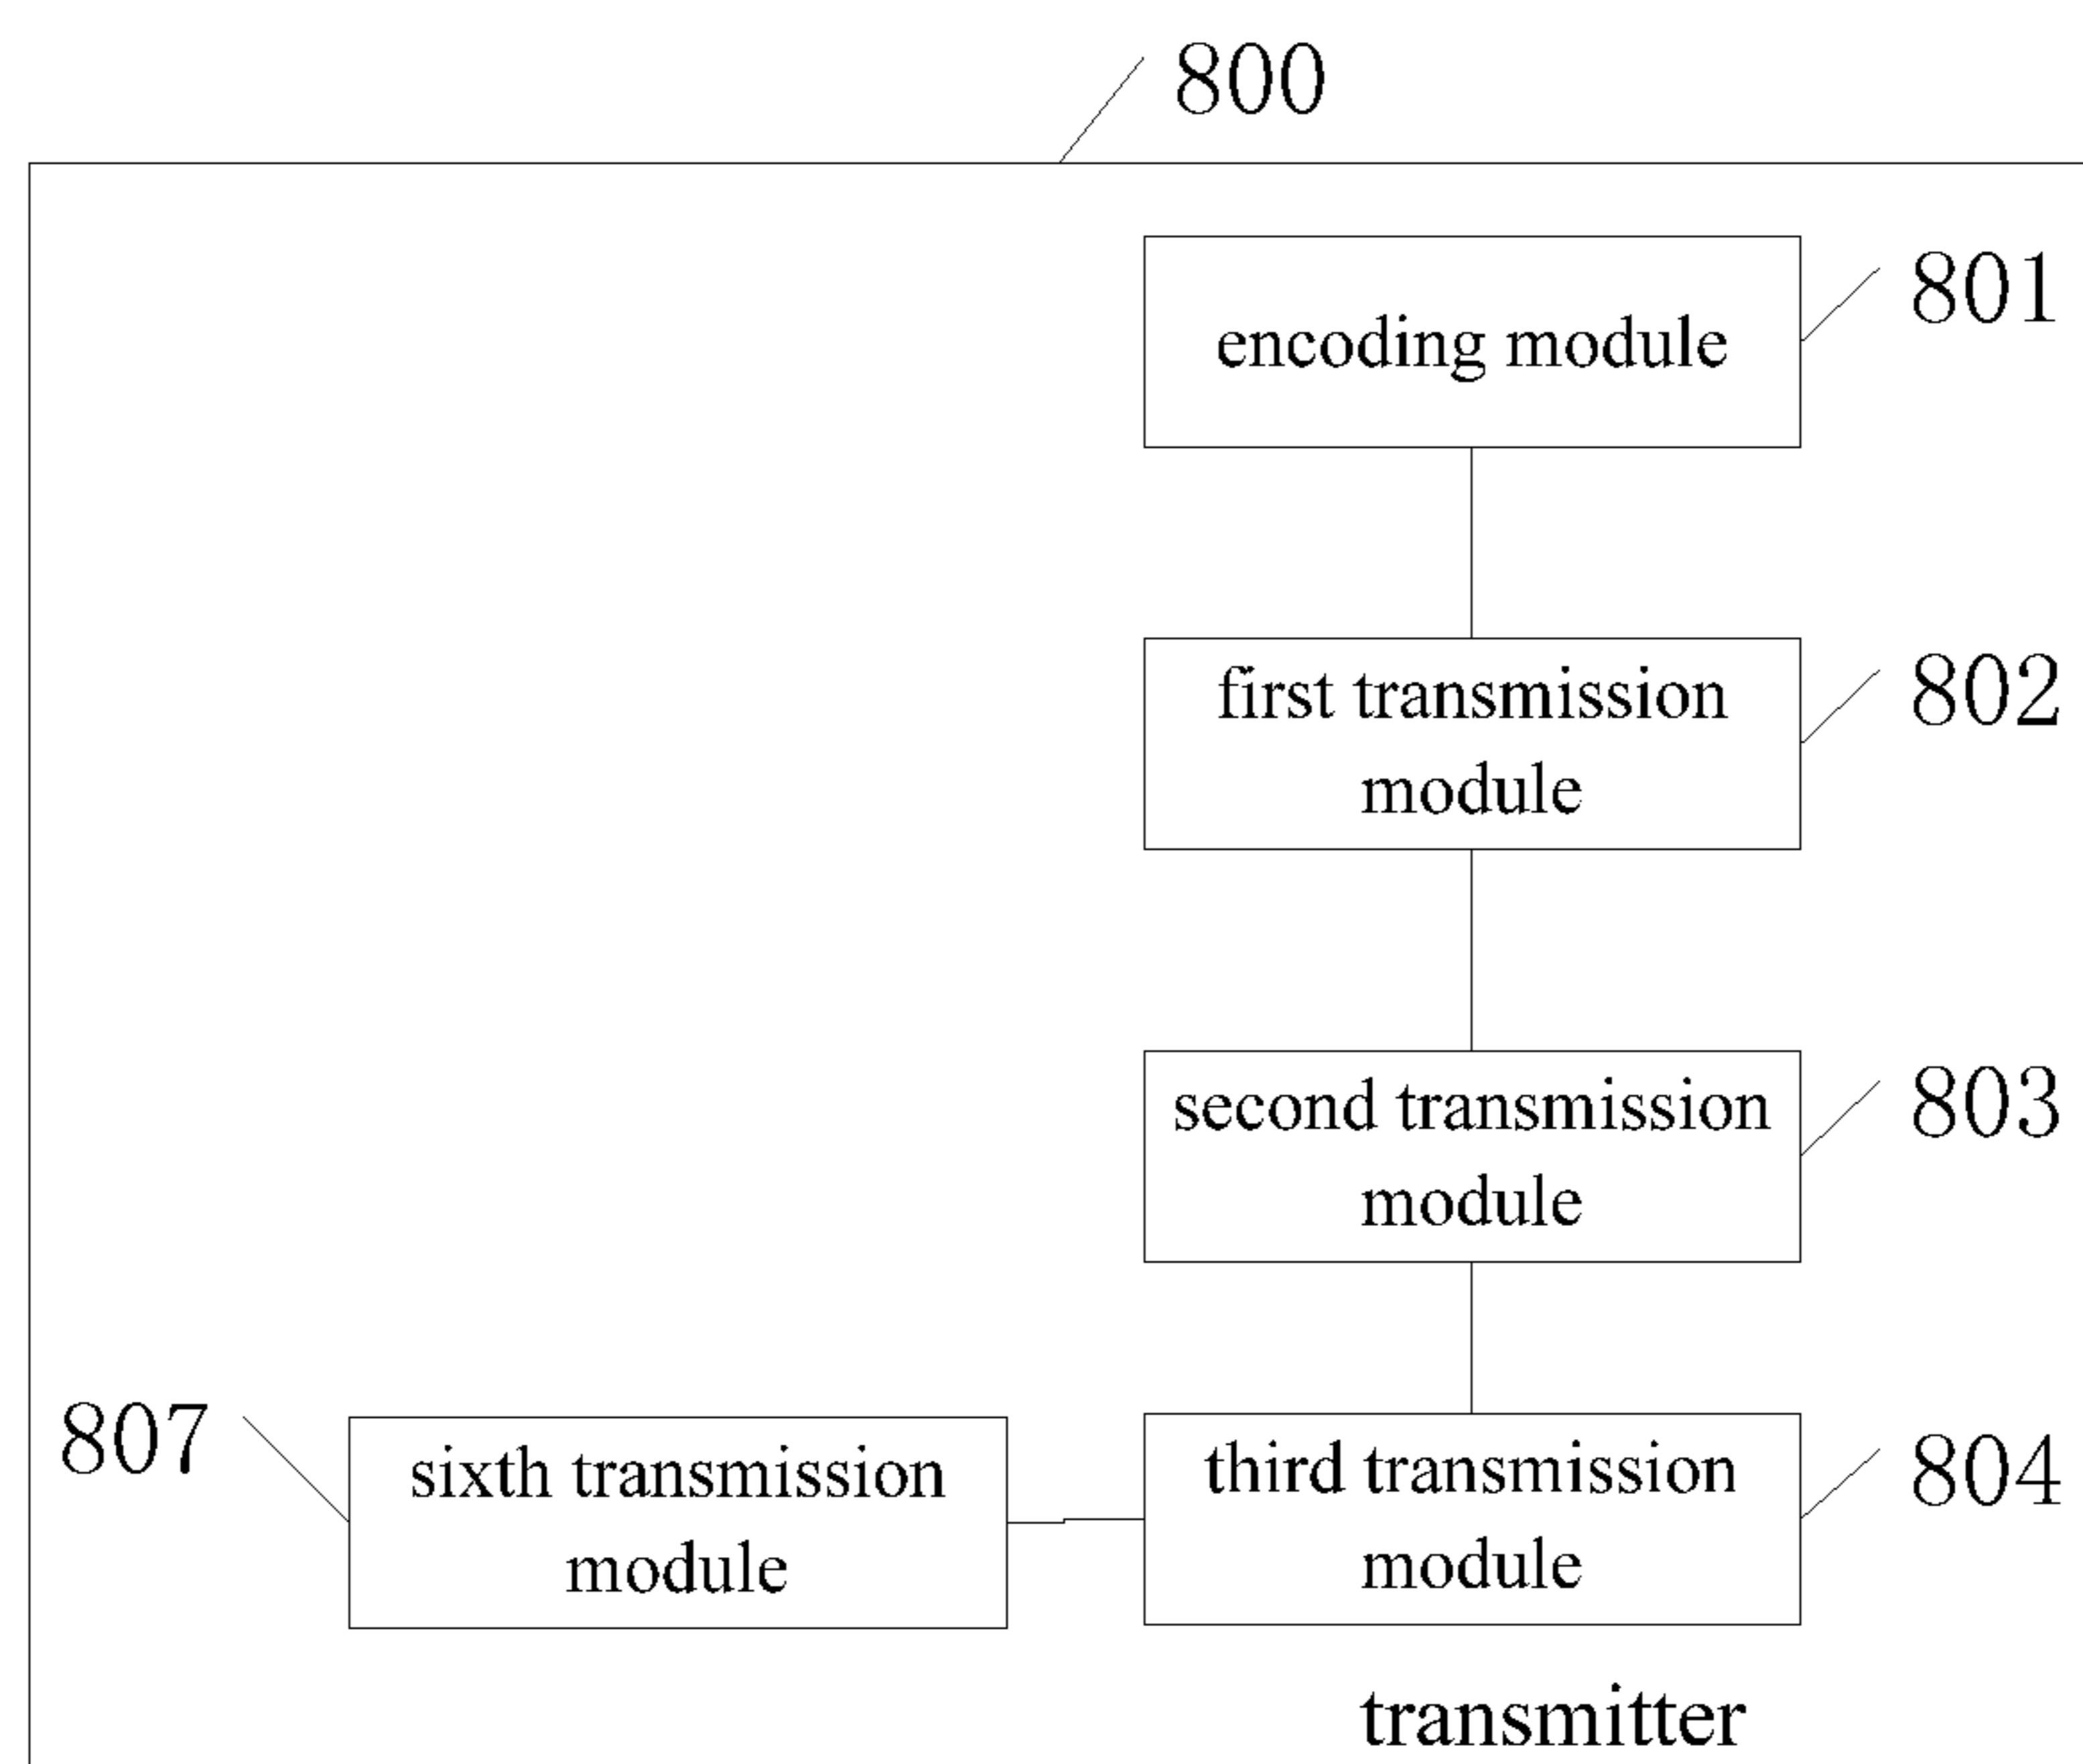 800
encoding module
801
first transmission
module
802
second transmission
module
803
807
sixth transmission
module
third transmission
module
804
transmitter